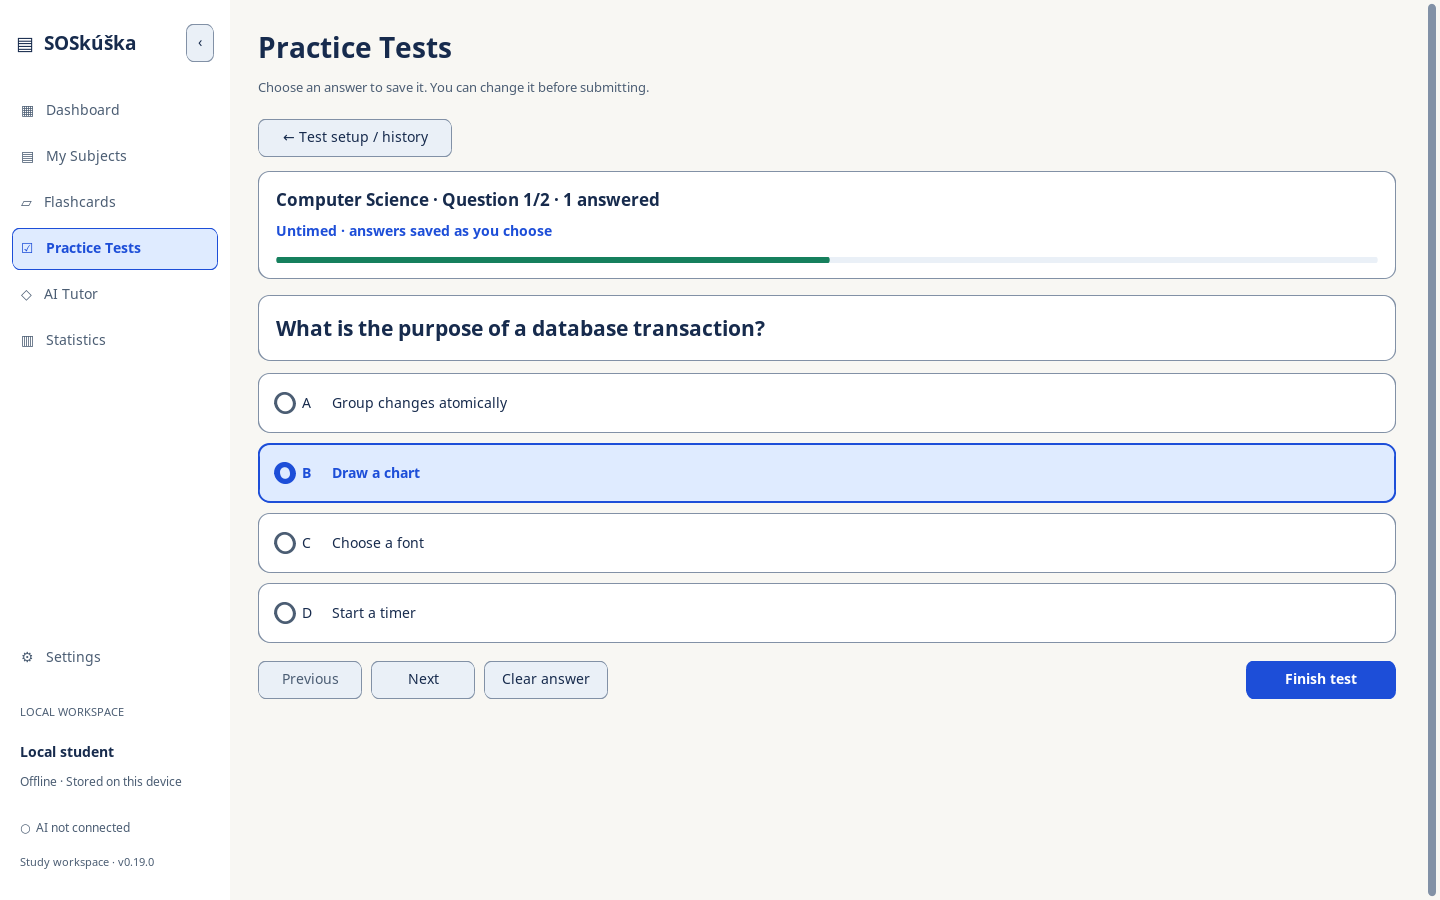 SOSkúška
‹
Dashboard
My Subjects
Flashcards
Practice Tests
AI Tutor
Statistics
Settings
LOCAL WORKSPACE
Local student
Offline · Stored on this device
AI not connected
Study workspace · v0.19.0
Practice Tests
Choose an answer to save it. You can change it before submitting.
← Test setup / history
Computer Science · Question 1/2 · 1 answered
Untimed · answers saved as you choose
What is the purpose of a database transaction?
A Group changes atomically
B Draw a chart
C Choose a font
D Start a timer
Previous Next Clear answer Finish test